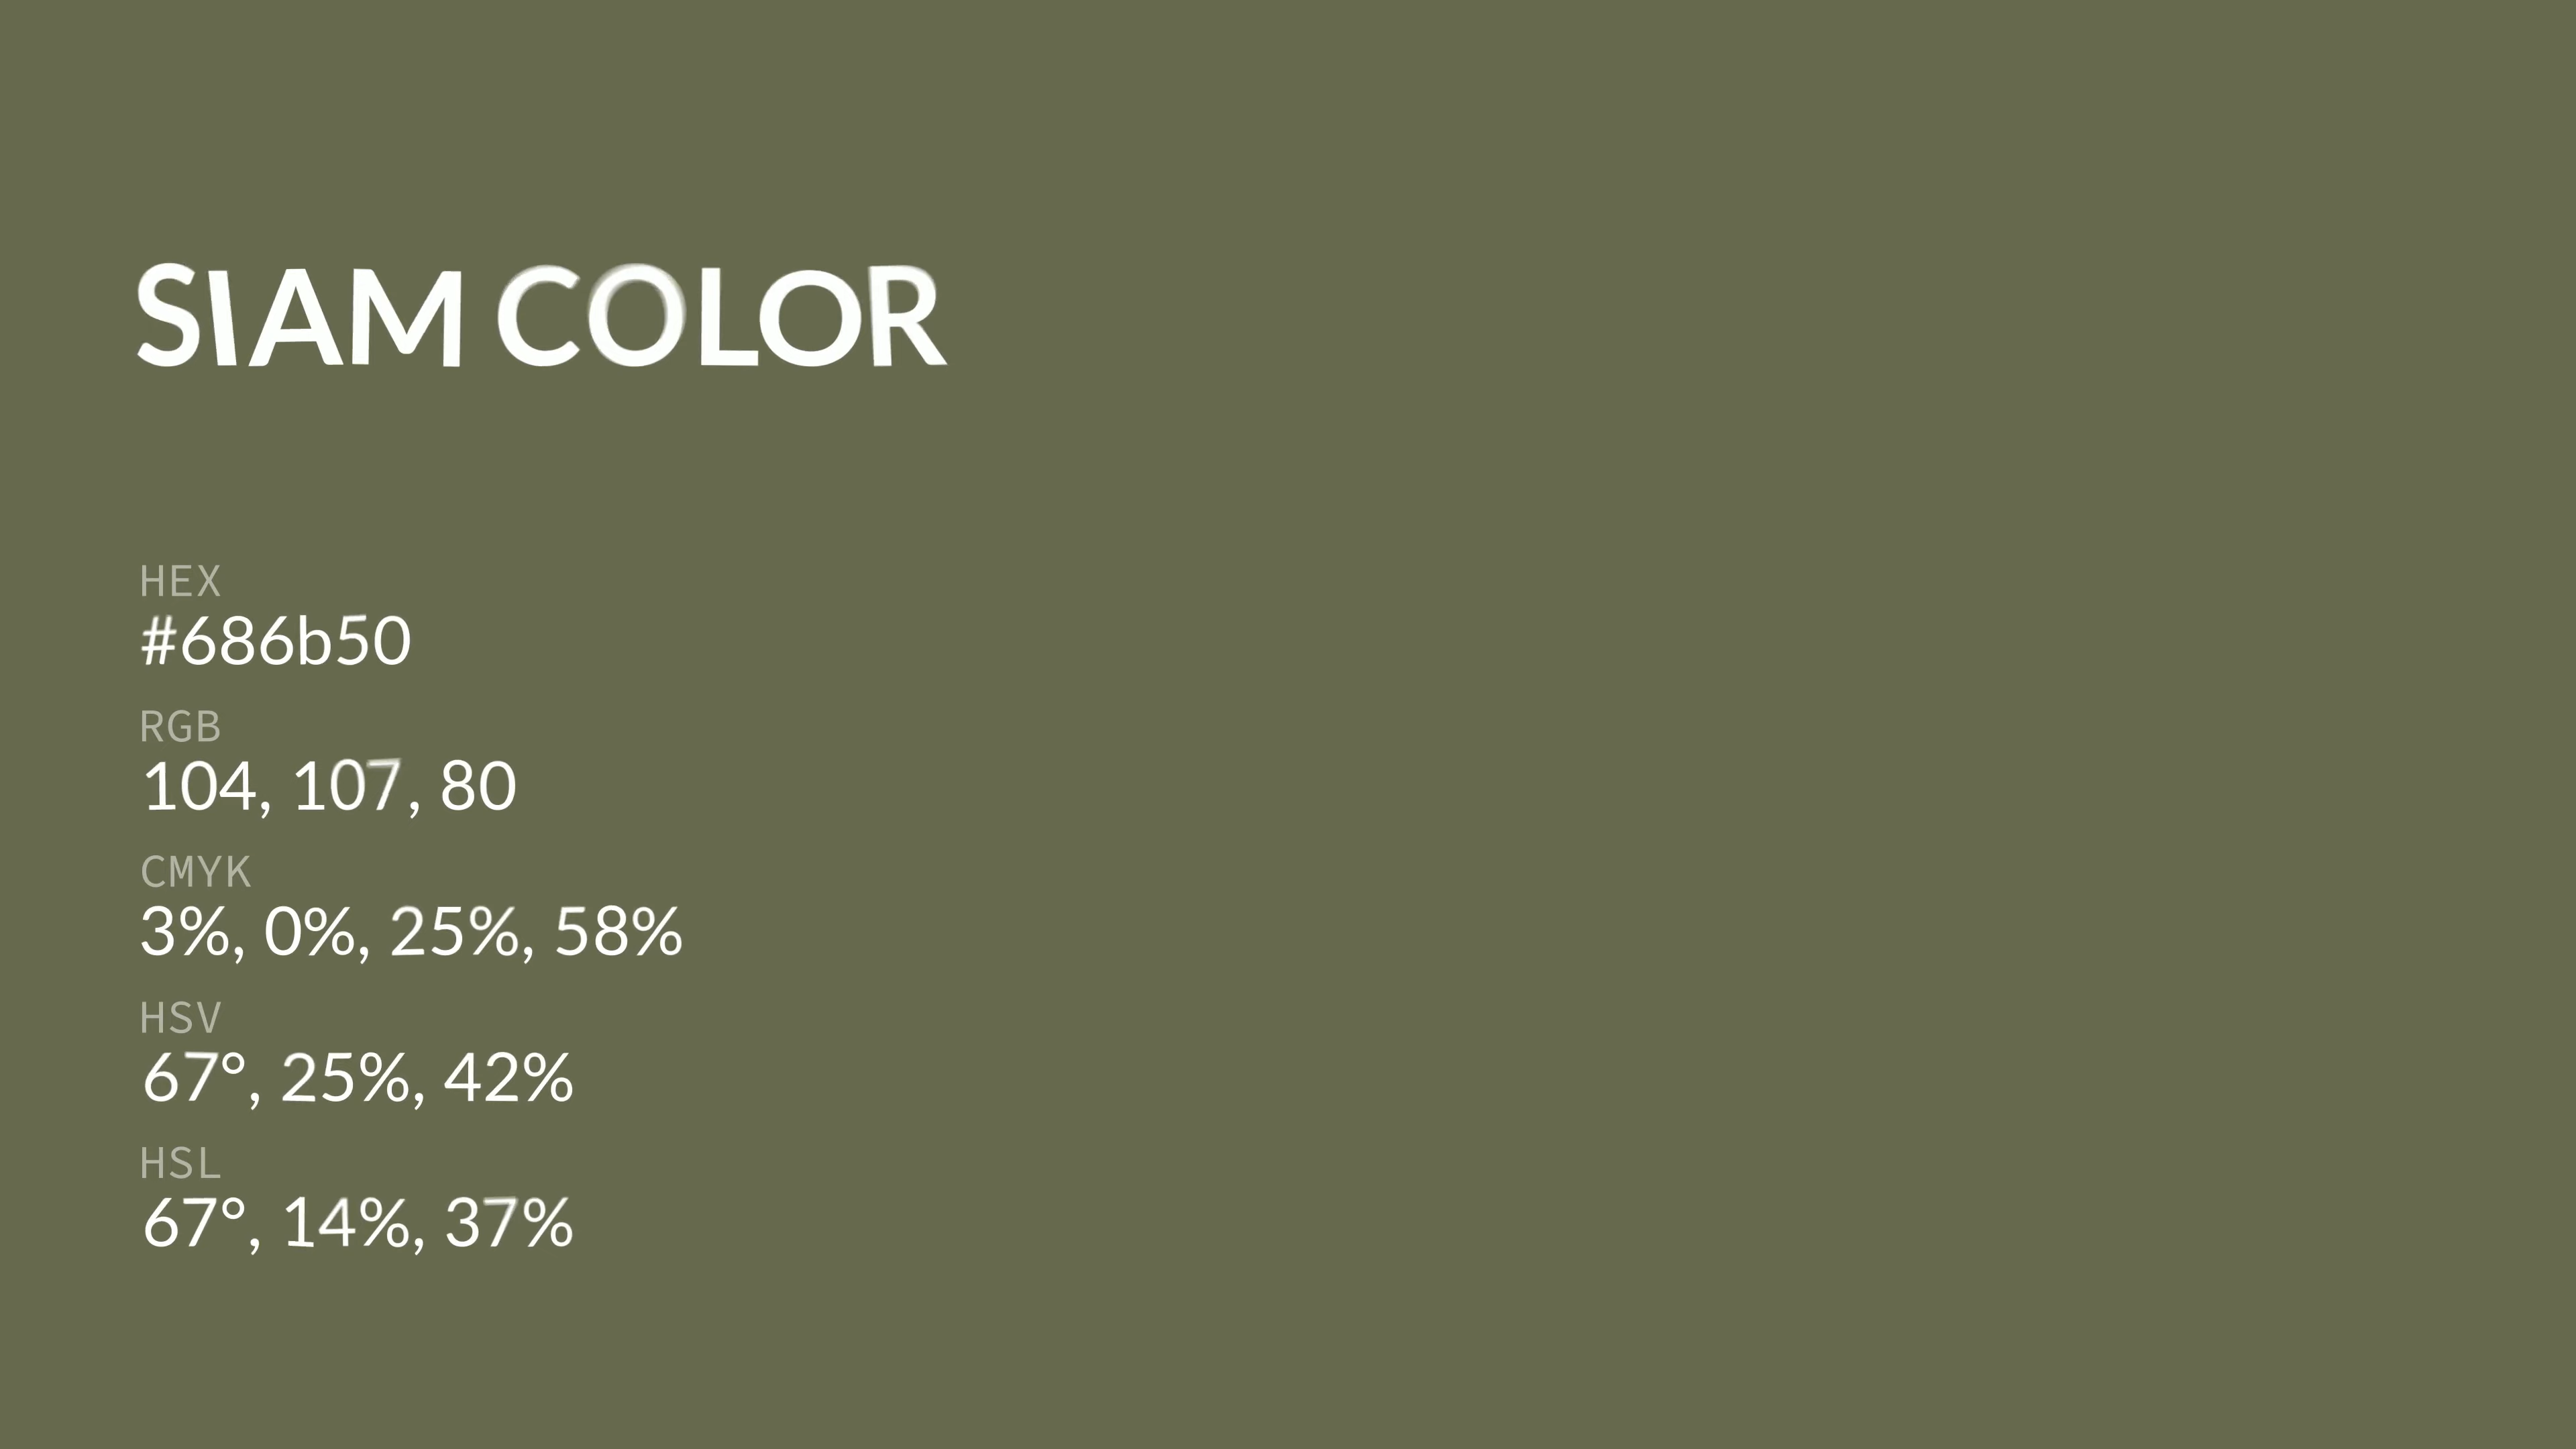 SIAM COLOR
HEX
#686b50
RGB
104, 107, 80
CMYK
3%, 0%, 25%, 58%
HSV
67°, 25%, 42%
HSL
67°, 14%, 37%